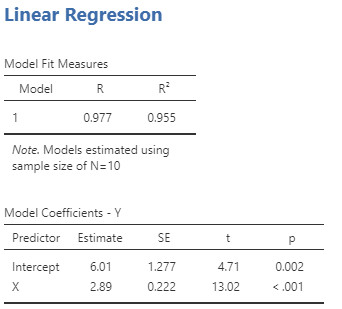 Linear Regression
Model Fit Measures
Model R R²
1 0.977 0.955
Note. Models estimated using
sample size of N=10
Model Coefficients - Y
Predictor Estimate SE t p
Intercept 6.01 1.277 4.71 0.002
X 2.89 0.222 13.02 < .001